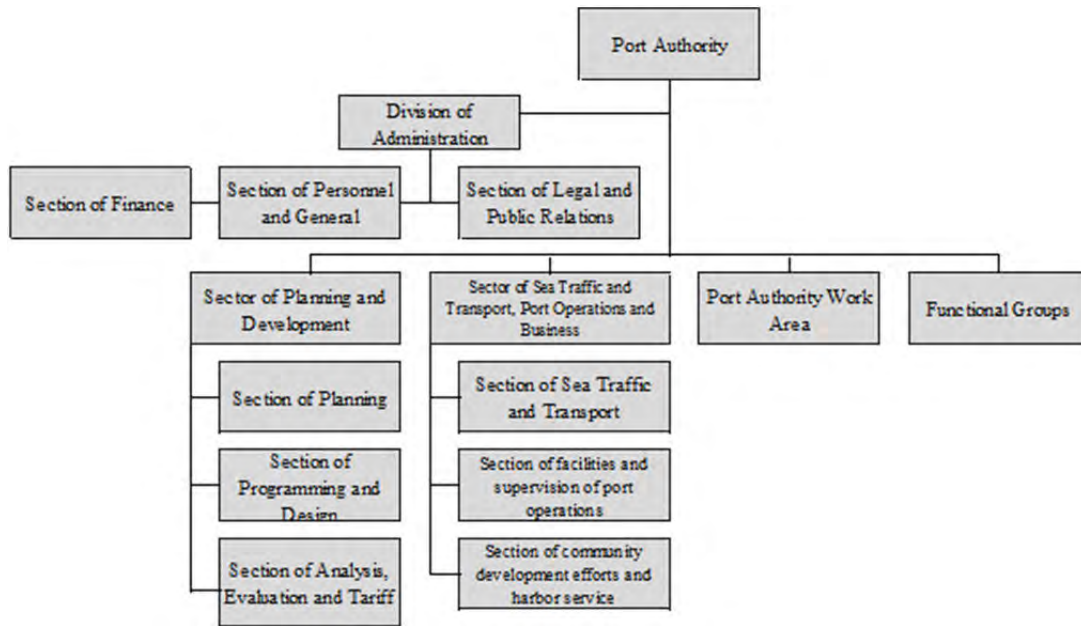 Port Authority
Division of
Administration
Section of Finance
Section of Personnel
and General
Section of Legal and
Public Relations
Sector of Planning and
Development
Sector of Sea Traffic and
Transport, Port Operations and
Business
Port Authority Work
Area
Functional Groups
Section of Planning
Section of Sea Traffic
and Transport
Section of
Programming and
Design
Section of facilities and
supervision of port
operations
Section of Analysis,
Evaluation and Tariff
Section of community
development efforts and
harbor service